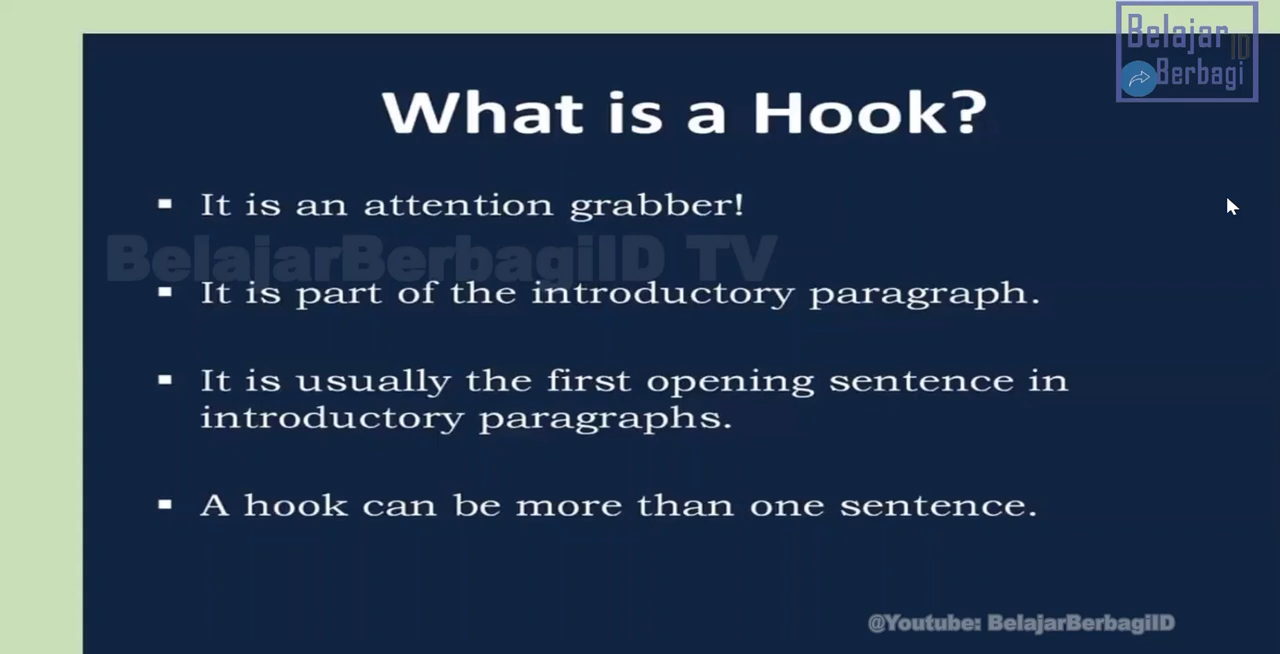 Belajar
ID
Berbagi
What is a Hook?
▪ It is an attention grabber!
BelajarBerbagiID TV
▪ It is part of the introductory paragraph.
▪ It is usually the first opening sentence in
introductory paragraphs.
▪ A hook can be more than one sentence.
@Youtube: BelajarBerbagiID